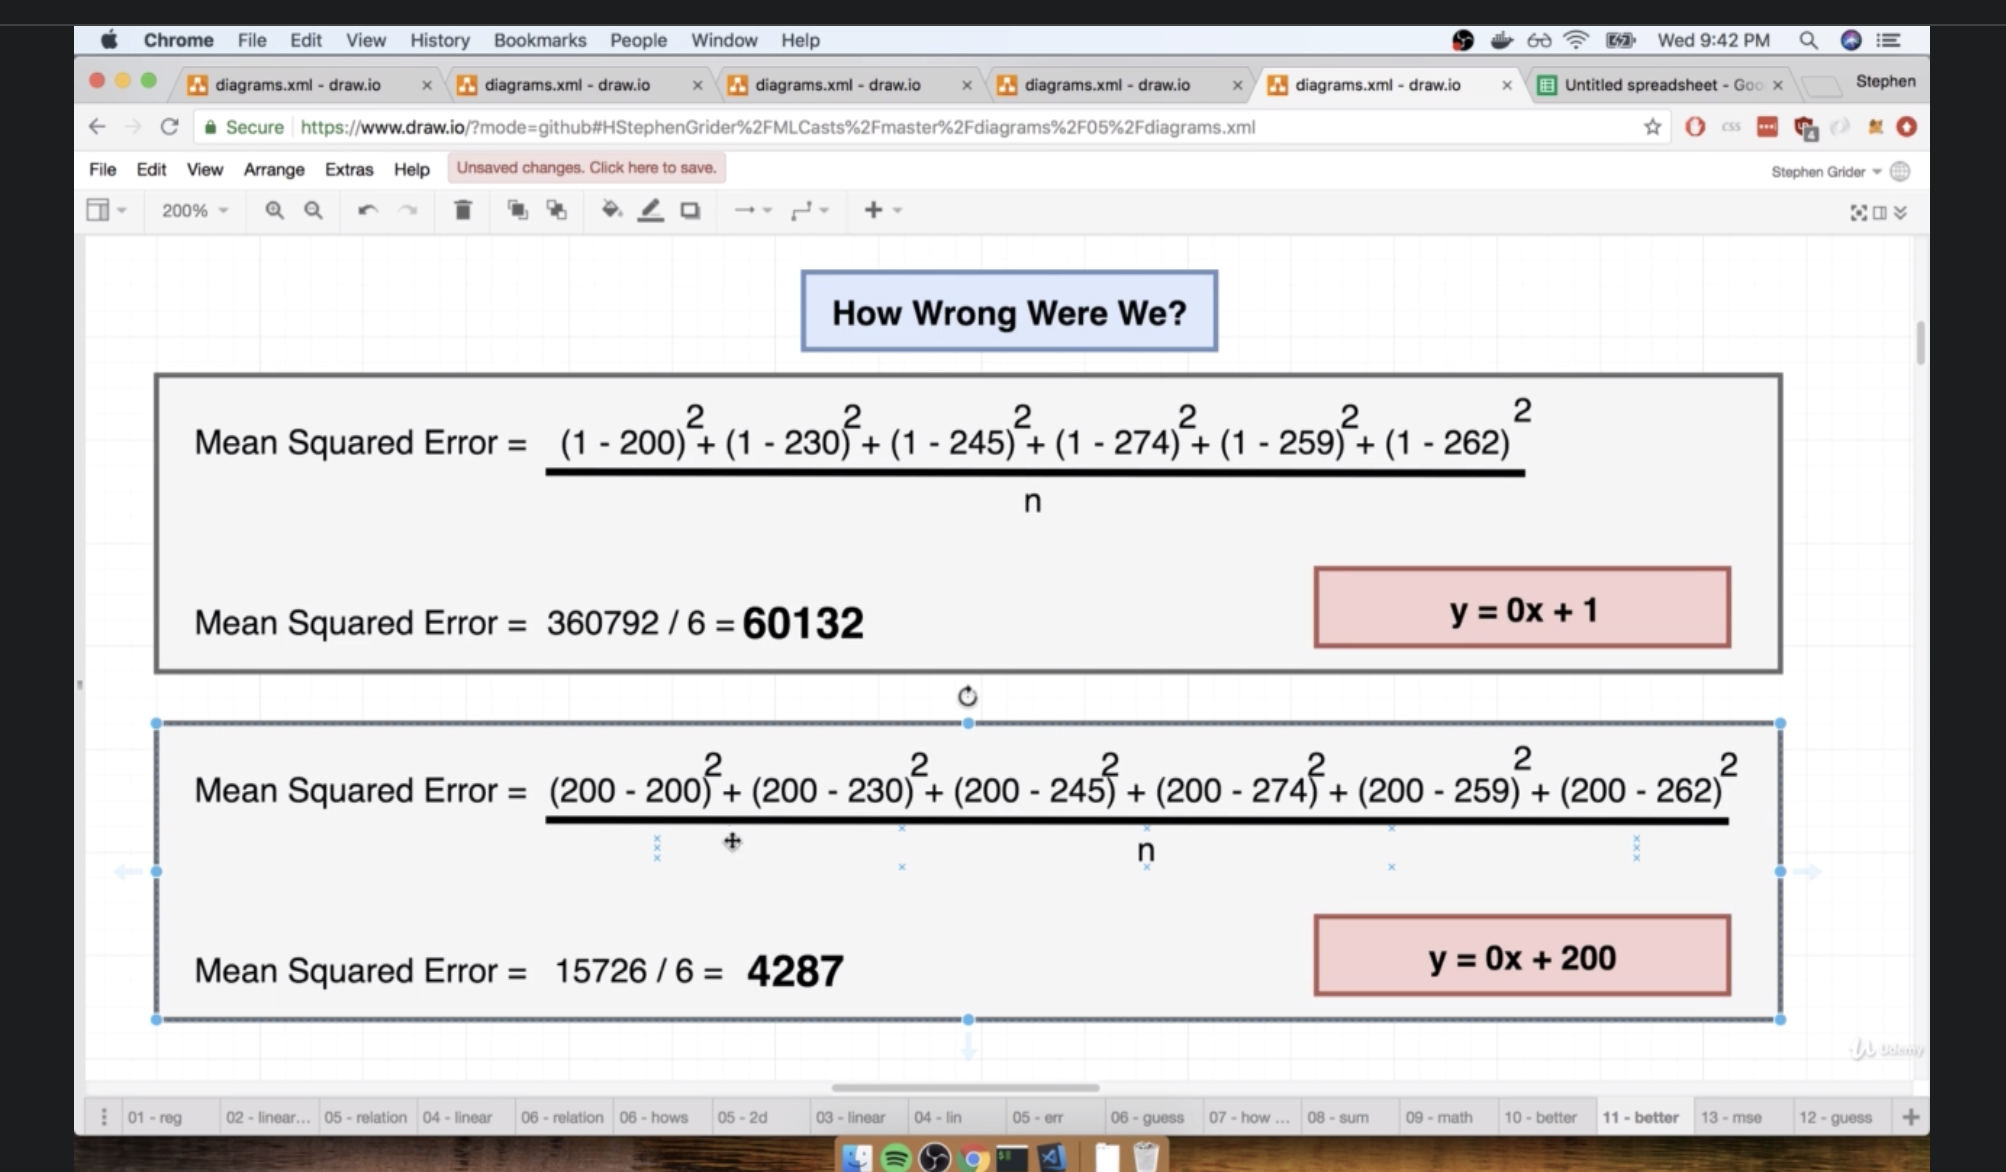 Chrome File Edit View History Bookmarks People Window Help Wed 9:42 PM
diagrams.xml - draw.io diagrams.xml - draw.io diagrams.xml - draw.io diagrams.xml - draw.io diagrams.xml - draw.io Untitled spreadsheet - Goo Stephen
Secure https://www.draw.io/?mode=github#HStephenGrider%2FMLCasts%2Fmaster%2Fdiagrams%2F05%2Fdiagrams.xml css 4
File Edit View Arrange Extras Help Unsaved changes. Click here to save. Stephen Grider
200%
How Wrong Were We?
Mean Squared Error = (1 - 200)² + (1 - 230)² + (1 - 245)² + (1 - 274)² + (1 - 259)² + (1 - 262)²
n
Mean Squared Error = 360792 / 6 = 60132
y = 0x + 1
Mean Squared Error = (200 - 200)² + (200 - 230)² + (200 - 245)² + (200 - 274)² + (200 - 259)² + (200 - 262)²
n
Mean Squared Error = 15726 / 6 = 4287
y = 0x + 200
Udemy
01 - reg 02 - linear... 05 - relation 04 - linear 06 - relation 06 - hows 05 - 2d 03 - linear 04 - lin 05 - err 06 - guess 07 - how ... 08 - sum 09 - math 10 - better 11 - better 13 - mse 12 - guess